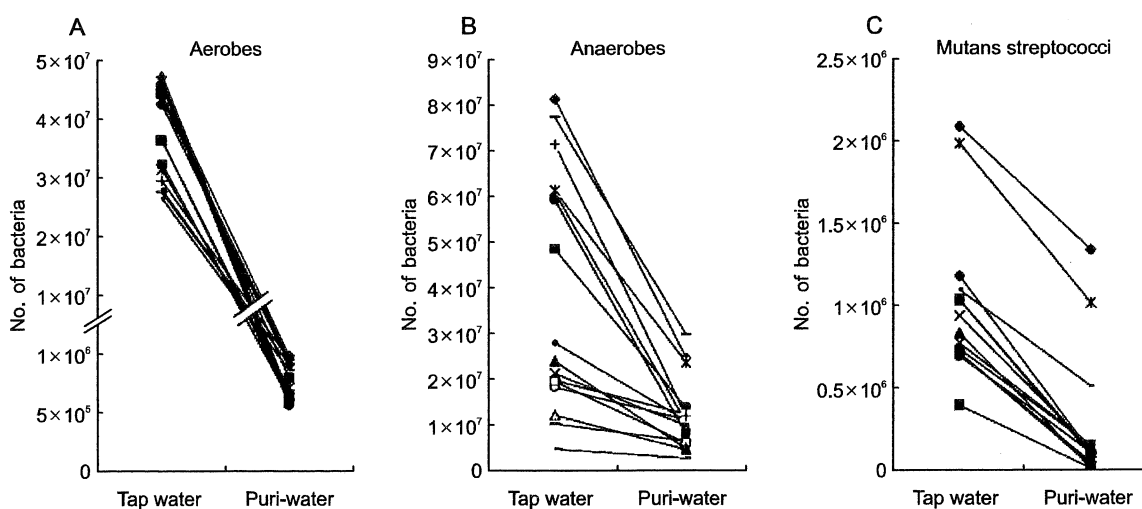 A
Aerobes
No. of bacteria
5×10⁷
4×10⁷
3×10⁷
2×10⁷
1×10⁷
1×10⁶
5×10⁵
0
Tap water Puri-water
B
Anaerobes
No. of bacteria
9×10⁷
8×10⁷
7×10⁷
6×10⁷
5×10⁷
4×10⁷
3×10⁷
2×10⁷
1×10⁷
0
Tap water Puri-water
C
Mutans streptococci
No. of bacteria
2.5×10⁶
2×10⁶
1.5×10⁶
1×10⁶
0.5×10⁶
0
Tap water Puri-water